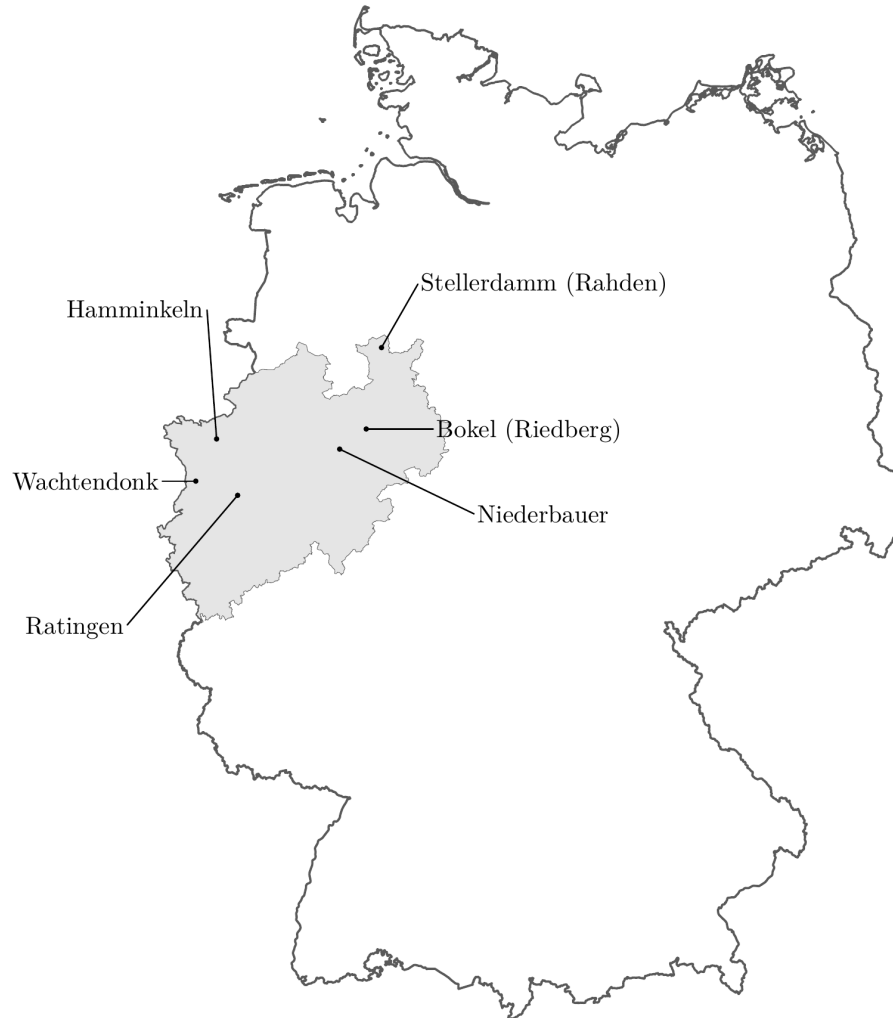 Stellerdamm (Rahden)
Hamminkeln
Bokel (Riedberg)
Wachtendonk
Niederbauer
Ratingen